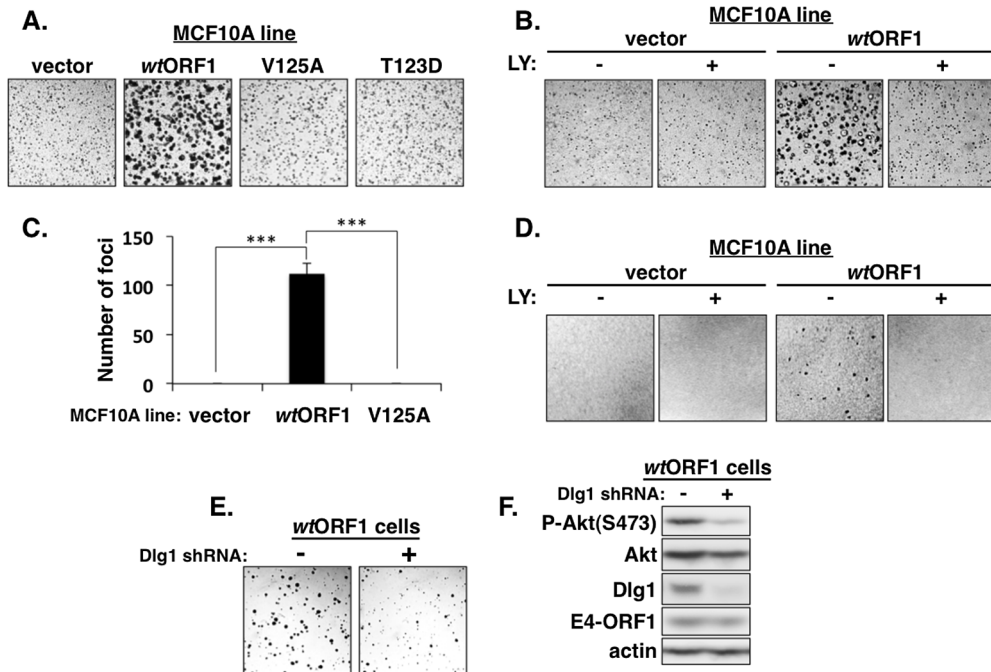 A.
MCF10A line
vector wtORF1 V125A T123D
B.
MCF10A line
vector wtORF1
LY: - + - +
C.
Number of foci
150
100
50
0
*** ***
MCF10A line: vector wtORF1 V125A
D.
MCF10A line
vector wtORF1
LY: - + - +
E.
wtORF1 cells
Dlg1 shRNA: - +
F.
wtORF1 cells
Dlg1 shRNA: - +
P-Akt(S473)
Akt
Dlg1
E4-ORF1
actin